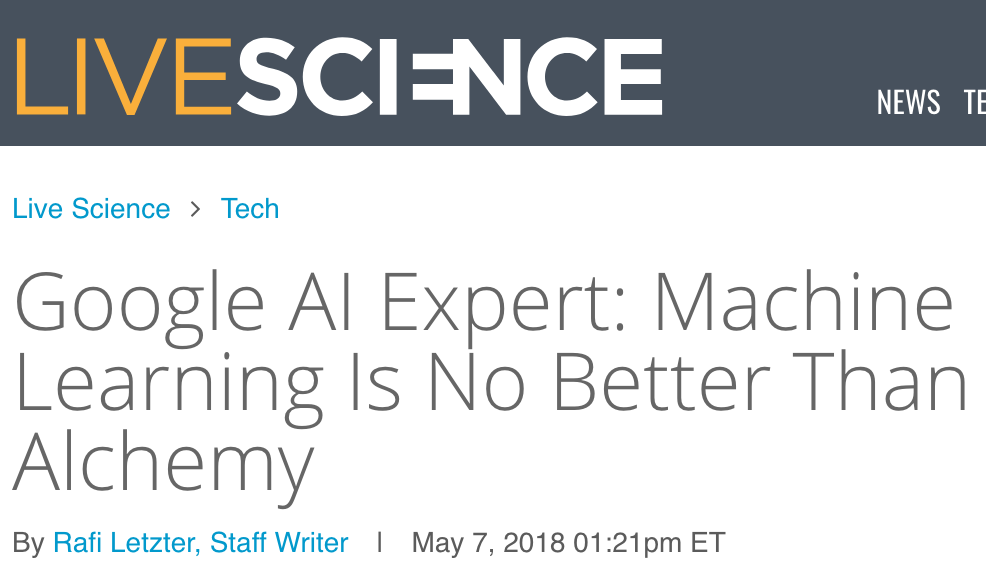 LIVESCIENCE
NEWS TE
Live Science > Tech
Google AI Expert: Machine
Learning Is No Better Than
Alchemy
By Rafi Letzter, Staff Writer | May 7, 2018 01:21pm ET